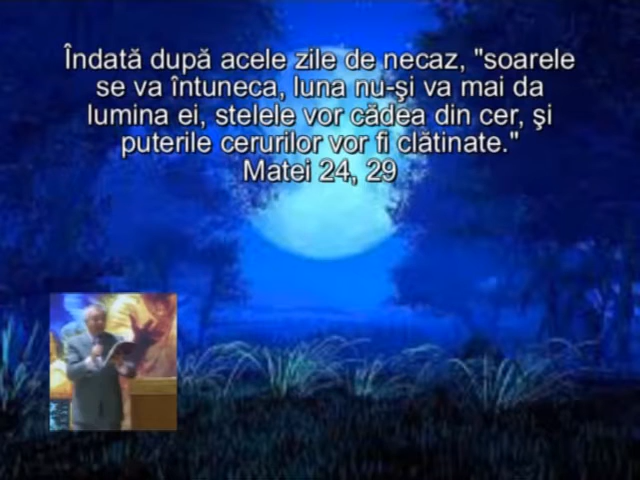 Îndată după acele zile de necaz, "soarele
se va întuneca, luna nu-şi va mai da
lumina ei, stelele vor cădea din cer, şi
puterile cerurilor vor fi clătinate."
Matei 24, 29